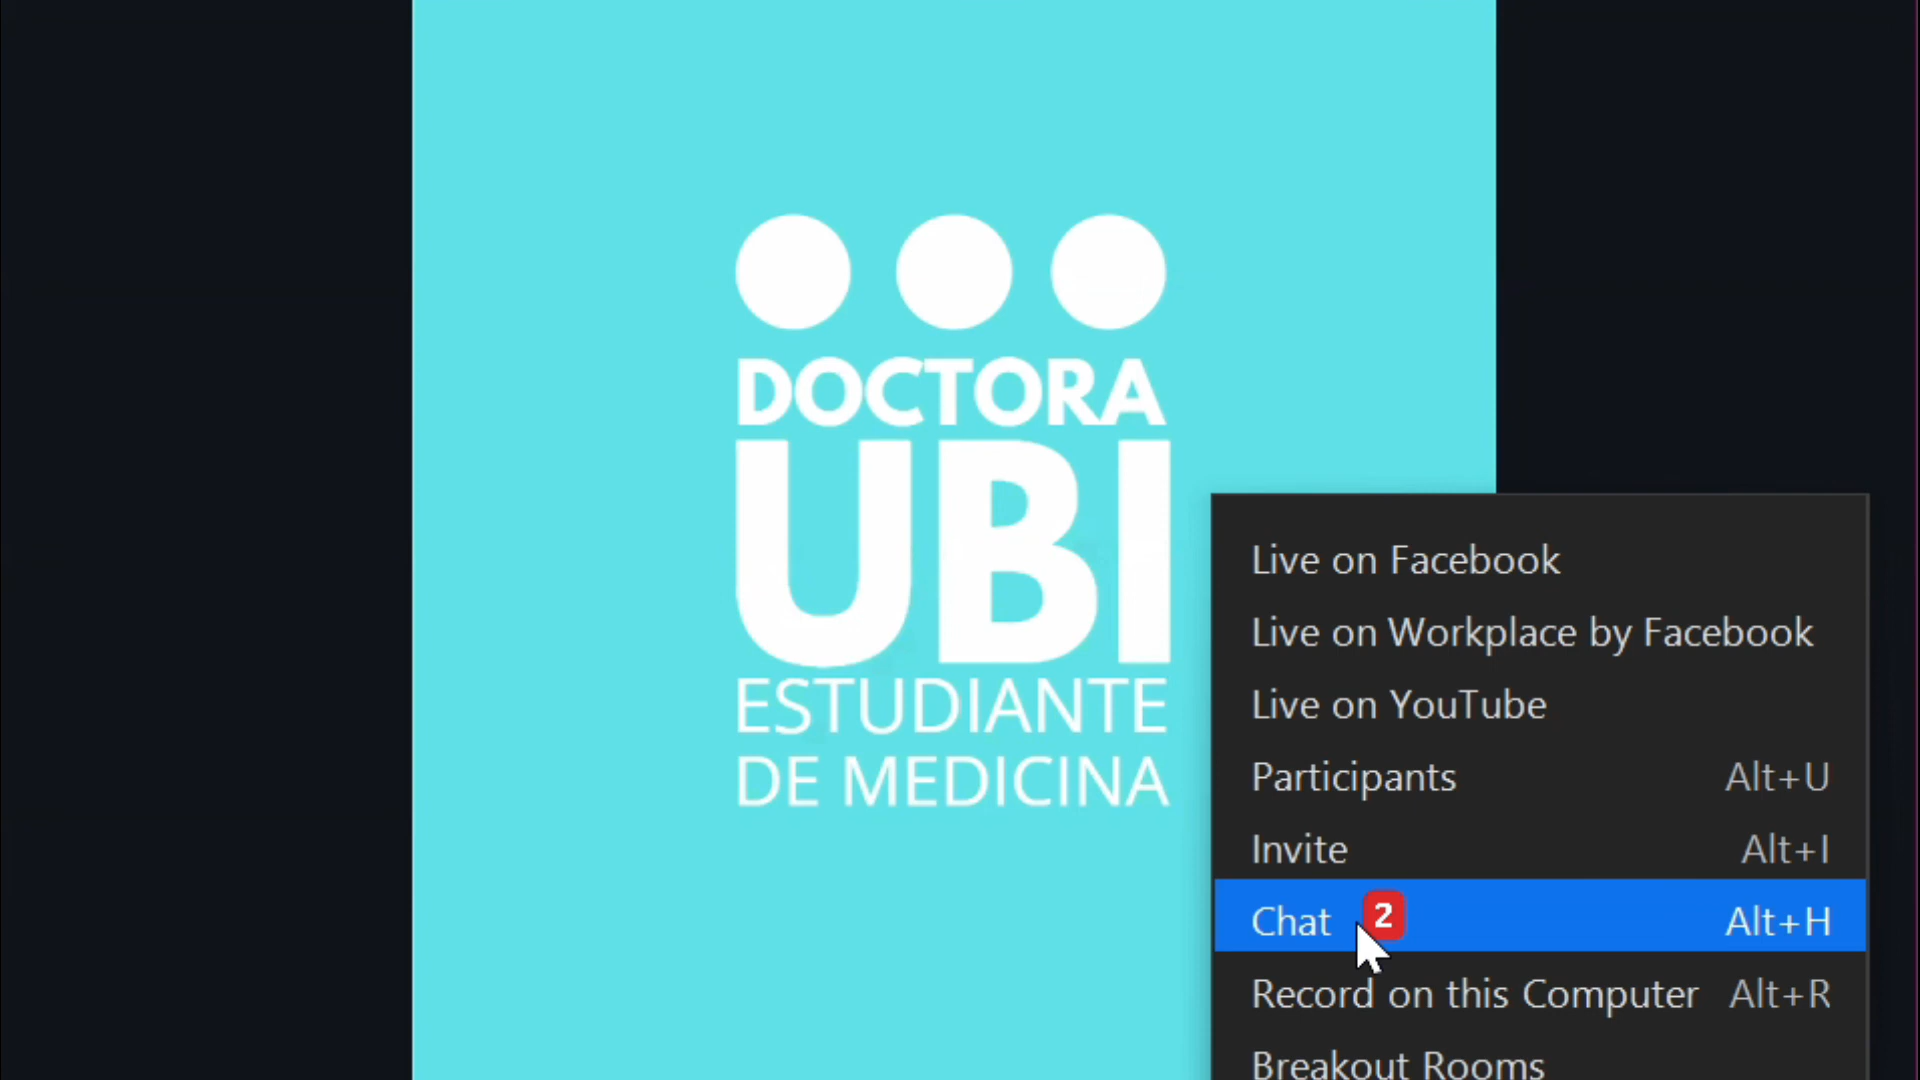 DOCTORA
UBI
ESTUDIANTE
DE MEDICINA
Live on Facebook
Live on Workplace by Facebook
Live on YouTube
Participants Alt+U
Invite Alt+I
Chat 2 Alt+H
Record on this Computer Alt+R
Breakout Rooms